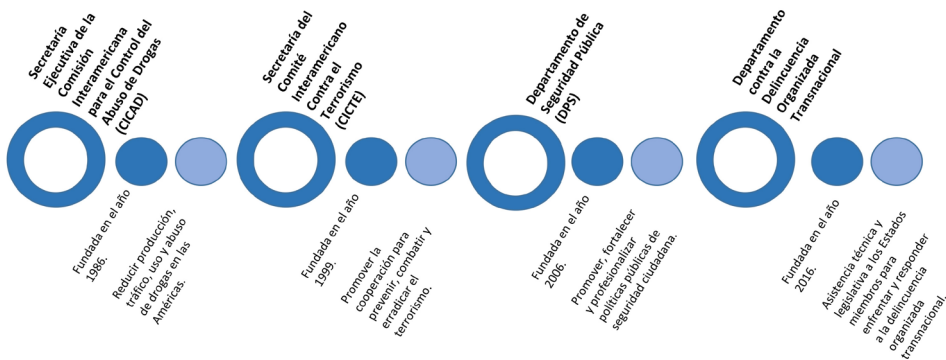 Secretaría
Ejecutiva de la
Comisión
Interamericana
para el Control del
Abuso de Drogas
(CICAD)
Fundada en el año
1986.
Reducir producción,
tráfico, uso y abuso
de drogas en las
Américas.
Secretaría del
Comité
Interamericano
Contra el
Terrorismo
(CICTE)
Fundada en el año
1999.
Promover la
cooperación para
prevenir, combatir y
erradicar el
terrorismo.
Departamento de
Seguridad Pública
(DPS)
Fundada en el año
2006.
Promover, fortalecer
y profesionalizar
políticas públicas de
seguridad ciudadana.
Departamento
contra la
Delincuencia
Organizada
Transnacional
Fundada en el año
2016.
Asistencia técnica y
legislativa a los Estados
miembros para
enfrentar y responder
a la delincuencia
organizada
transnacional.